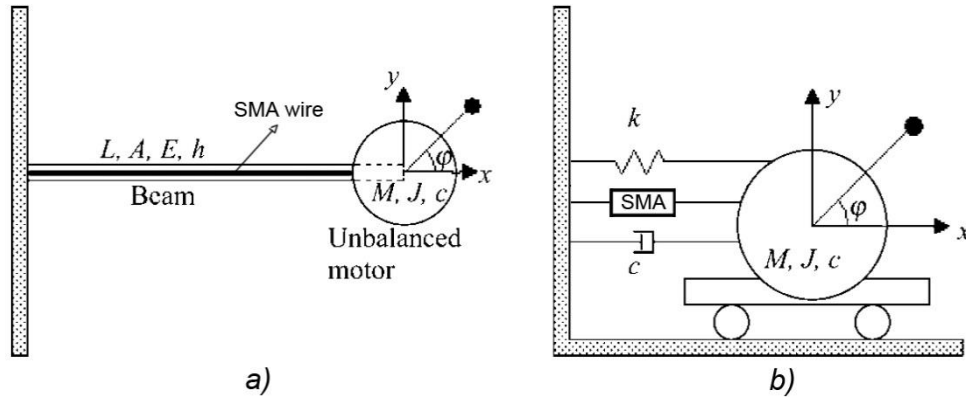 y
SMA wire
L, A, E, h
φ
x
M, J, c
Beam
Unbalanced
motor
a)
y
k
SMA
φ
x
c
M, J, c
b)